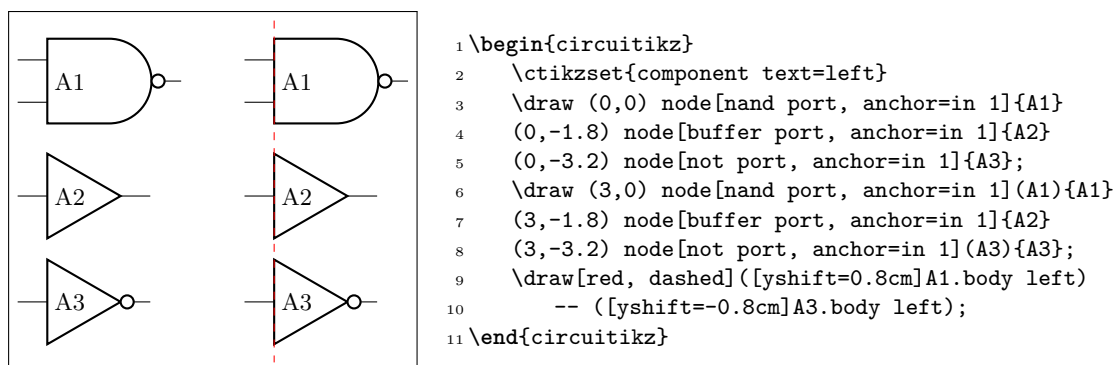 A1 A1
A2 A2
A3 A3
1 \begin{circuitikz}
2     \ctikzset{component text=left}
3     \draw (0,0) node[nand port, anchor=in 1]{A1}
4     (0,-1.8) node[buffer port, anchor=in 1]{A2}
5     (0,-3.2) node[not port, anchor=in 1]{A3};
6     \draw (3,0) node[nand port, anchor=in 1](A1){A1}
7     (3,-1.8) node[buffer port, anchor=in 1]{A2}
8     (3,-3.2) node[not port, anchor=in 1](A3){A3};
9     \draw[red, dashed]([yshift=0.8cm]A1.body left)
10        -- ([yshift=-0.8cm]A3.body left);
11 \end{circuitikz}